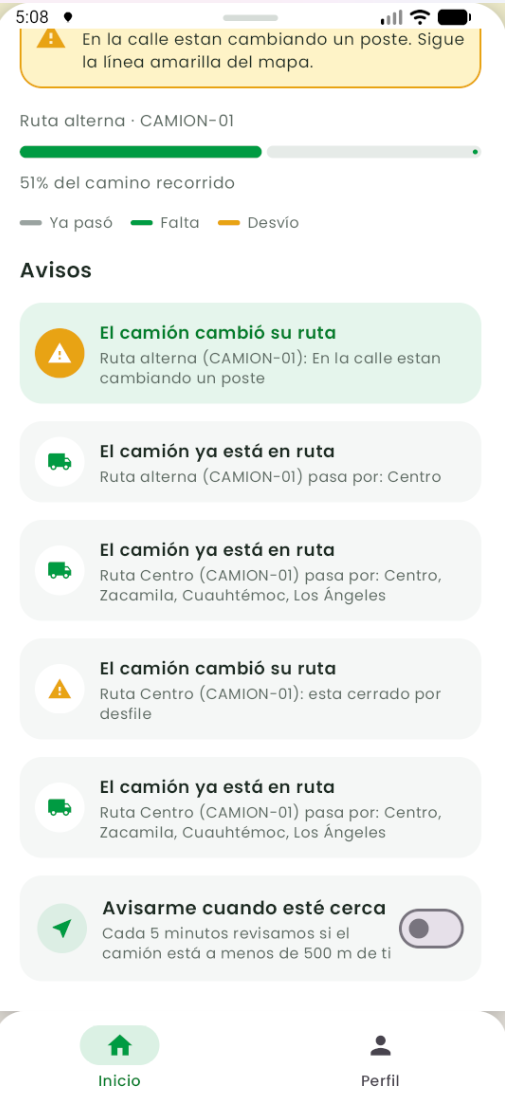 5:08
En la calle estan cambiando un poste. Sigue
la línea amarilla del mapa.
Ruta alterna · CAMION-01
51% del camino recorrido
Ya pasó
Falta
Desvío
Avisos
El camión cambió su ruta
Ruta alterna (CAMION-01): En la calle estan
cambiando un poste
El camión ya está en ruta
Ruta alterna (CAMION-01) pasa por: Centro
El camión ya está en ruta
Ruta Centro (CAMION-01) pasa por: Centro,
Zacamila, Cuauhtémoc, Los Ángeles
El camión cambió su ruta
Ruta Centro (CAMION-01): esta cerrado por
desfile
El camión ya está en ruta
Ruta Centro (CAMION-01) pasa por: Centro,
Zacamila, Cuauhtémoc, Los Ángeles
Avisarme cuando esté cerca
Cada 5 minutos revisamos si el
camión está a menos de 500 m de ti
Inicio
Perfil